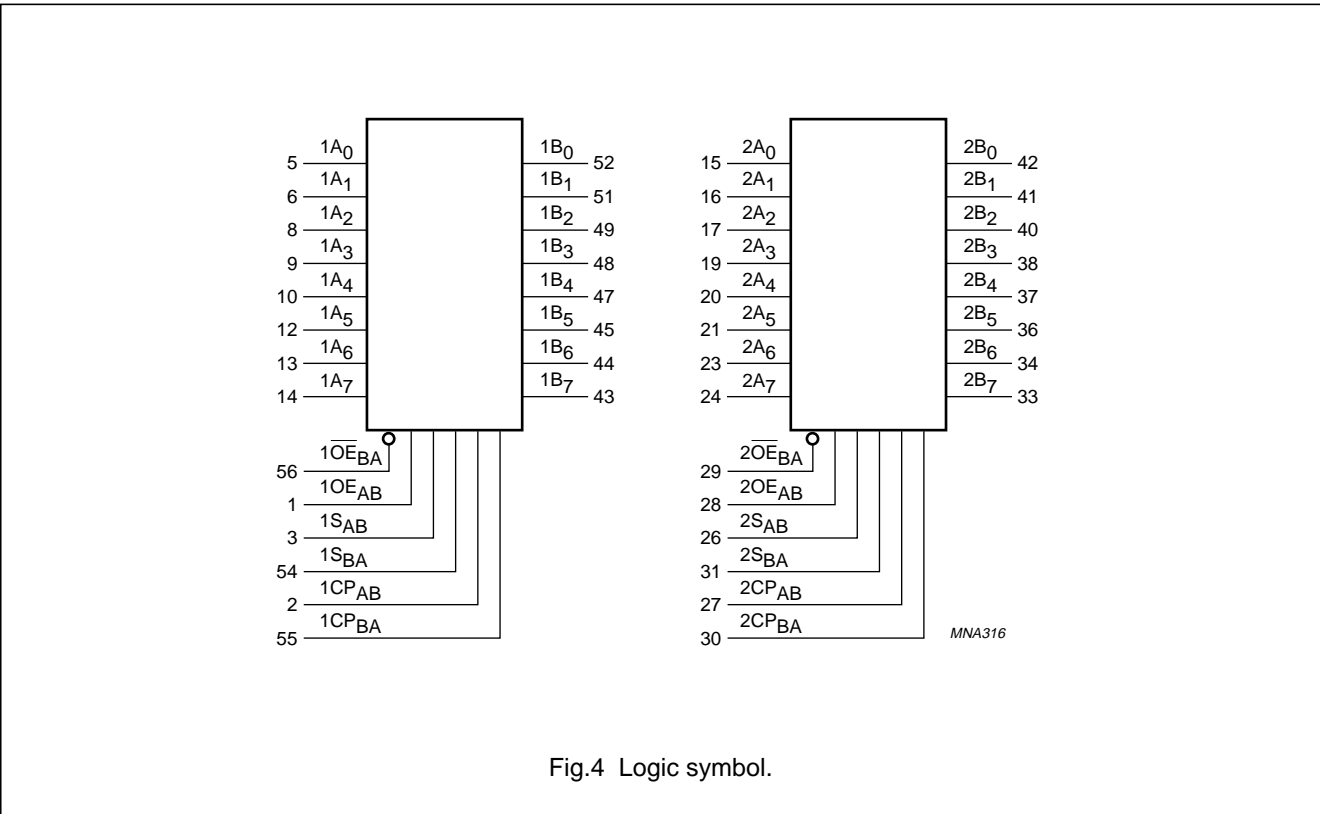 1A0 1B0 2A0 2B0
5 52 15 42
1A1 1B1 2A1 2B1
6 51 16 41
1A2 1B2 2A2 2B2
8 49 17 40
1A3 1B3 2A3 2B3
9 48 19 38
1A4 1B4 2A4 2B4
10 47 20 37
1A5 1B5 2A5 2B5
12 45 21 36
1A6 1B6 2A6 2B6
13 44 23 34
1A7 1B7 2A7 2B7
14 43 24 33
1O̅E̅BA 2O̅E̅BA
56 29
1OEAB 2OEAB
1 28
1SAB 2SAB
3 26
1SBA 2SBA
54 31
1CPAB 2CPAB
2 27
1CPBA 2CPBA
55 30 MNA316
Fig.4 Logic symbol.